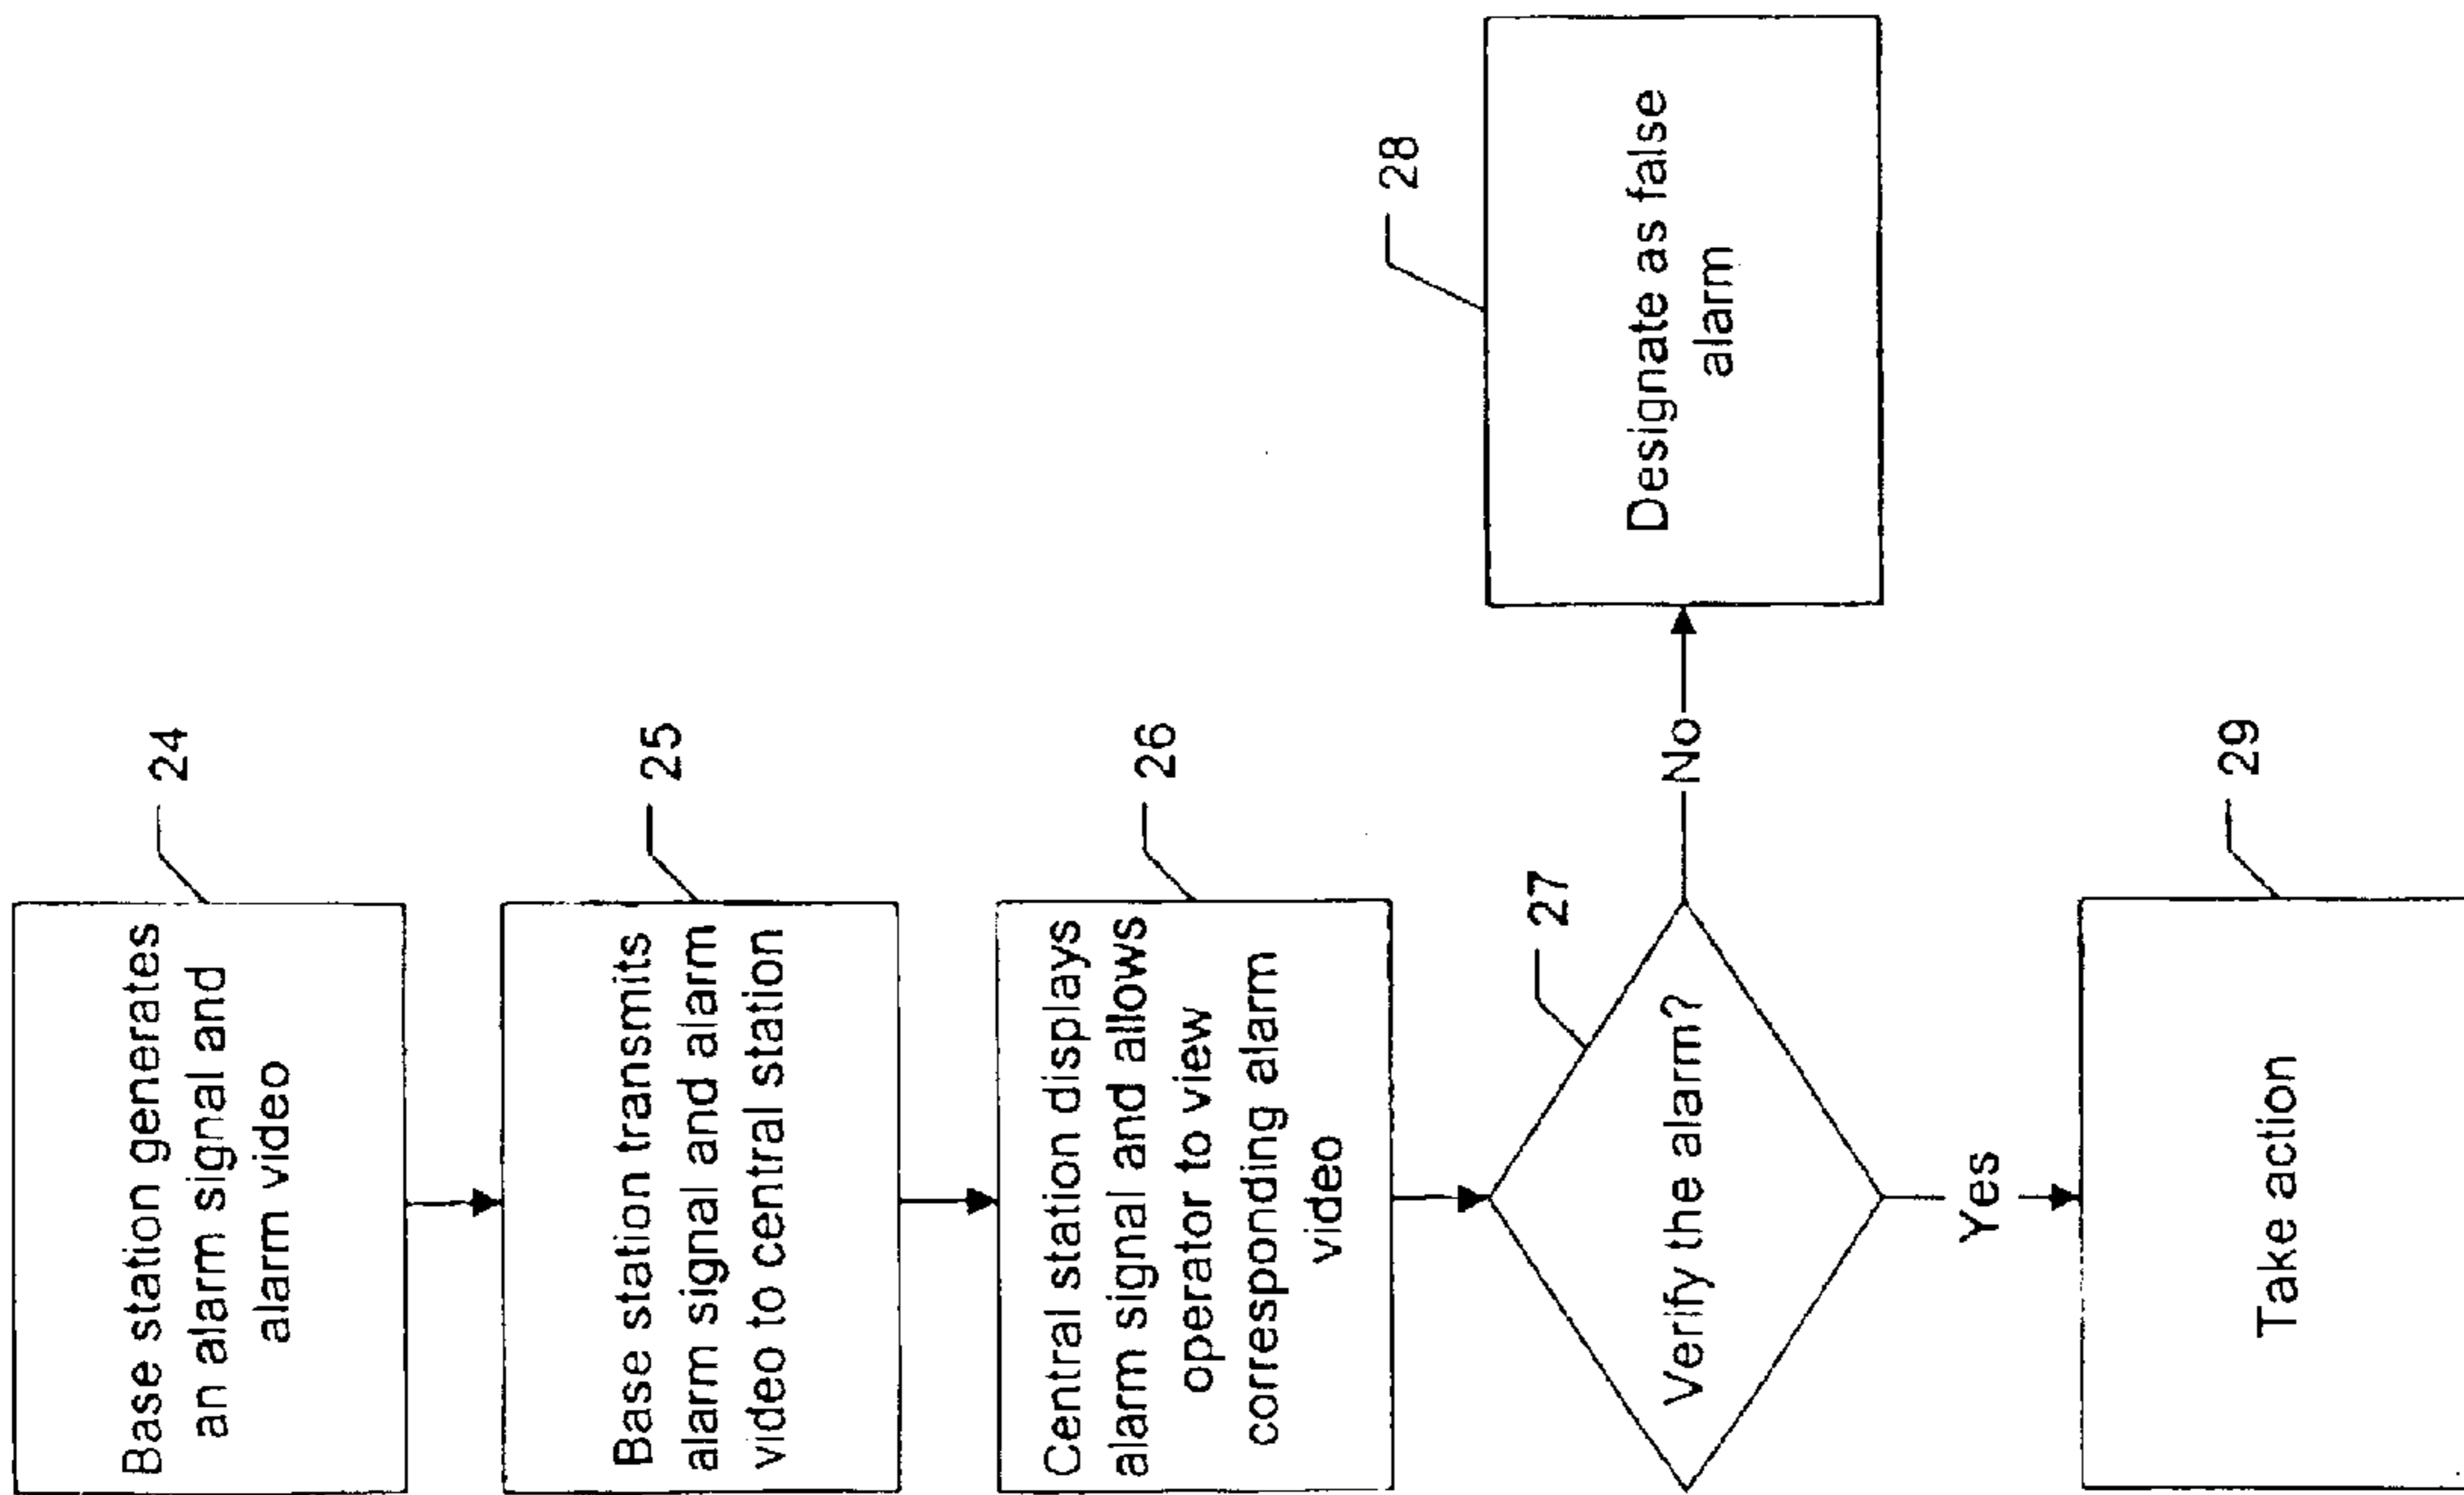 Base station generates
an alarm signal and
alarm video
24
Base station transmits
alarm signal and alarm
video to central station
25
Central station displays
alarm signal and allows
operator to view
corresponding alarm
video
26
Verify the alarm?
27
No
Designate as false
alarm
28
Yes
Take action
29